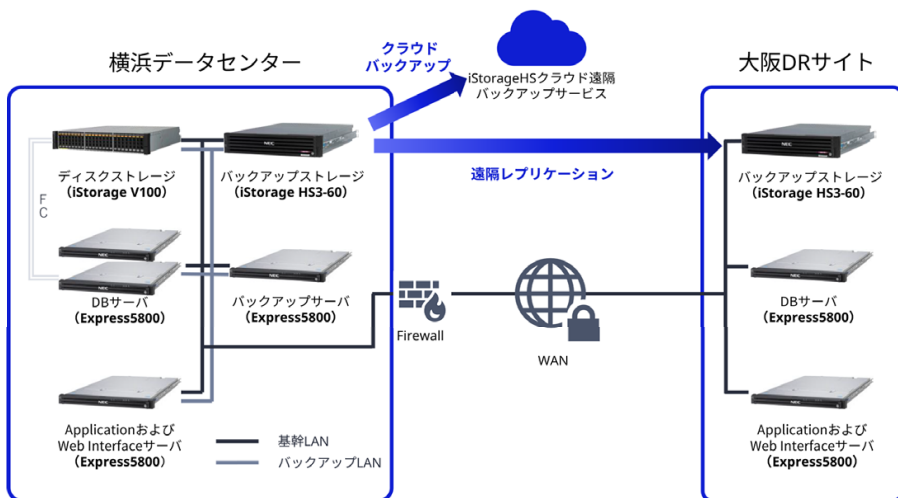 横浜データセンター
クラウド
バックアップ
iStorageHSクラウド遠隔
バックアップサービス
大阪DRサイト
NEC
ディスクストレージ
（iStorage V100）
バックアップストレージ
（iStorage HS3-60）
遠隔レプリケーション
NEC
バックアップストレージ
（iStorage HS3-60）
FC
NEC
NEC
DBサーバ
（Express5800）
NEC
バックアップサーバ
（Express5800）
Firewall
WAN
NEC
DBサーバ
（Express5800）
NEC
Applicationおよび
Web Interfaceサーバ
（Express5800）
基幹LAN
バックアップLAN
NEC
Applicationおよび
Web Interfaceサーバ
（Express5800）